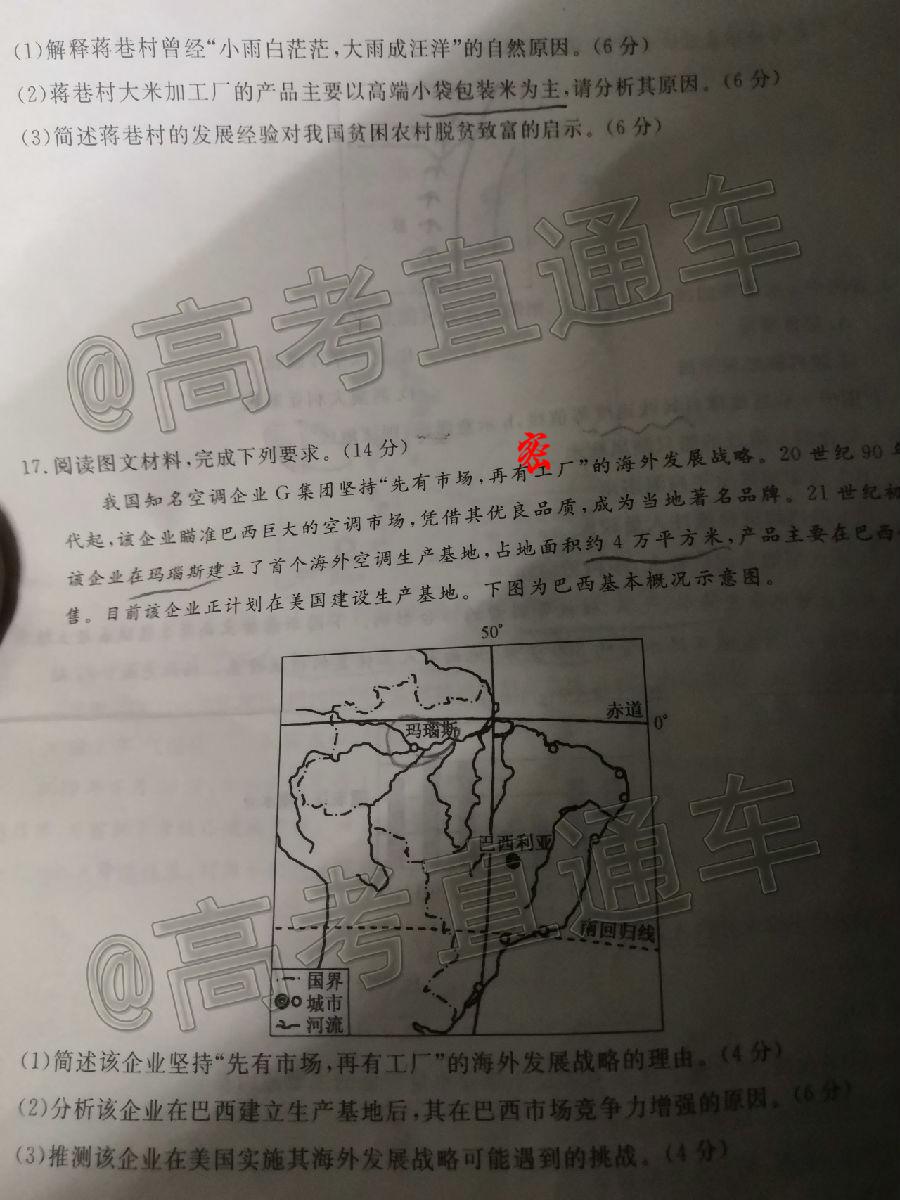 (1)解释蒋巷村曾经“小雨白茫茫,大雨成汪洋”的自然原因。(6分)
(2)蒋巷村大米加工厂的产品主要以高端小袋包装米为主,请分析其原因。(6分)
(3)简述蒋巷村的发展经验对我国贫困农村脱贫致富的启示。(6分)
@高考直通车
17.阅读图文材料,完成下列要求。(14分)
密
我国知名空调企业G集团坚持“先有市场,再有工厂”的海外发展战略。20世纪90年
代起,该企业瞄准巴西巨大的空调市场,凭借其优良品质,成为当地著名品牌。21世纪初
该企业在玛瑙斯建立了首个海外空调生产基地,占地面积约4万平方米,产品主要在巴西
售。目前该企业正计划在美国建设生产基地。下图为巴西基本概况示意图。
50°
赤道
0°
玛瑙斯
巴西利亚
@高考直通车
南回归线
国界
城市
河流
(1)简述该企业坚持“先有市场,再有工厂”的海外发展战略的理由。(4分)
(2)分析该企业在巴西建立生产基地后,其在巴西市场竞争力增强的原因。(6分)
(3)推测该企业在美国实施其海外发展战略可能遇到的挑战。(4分)